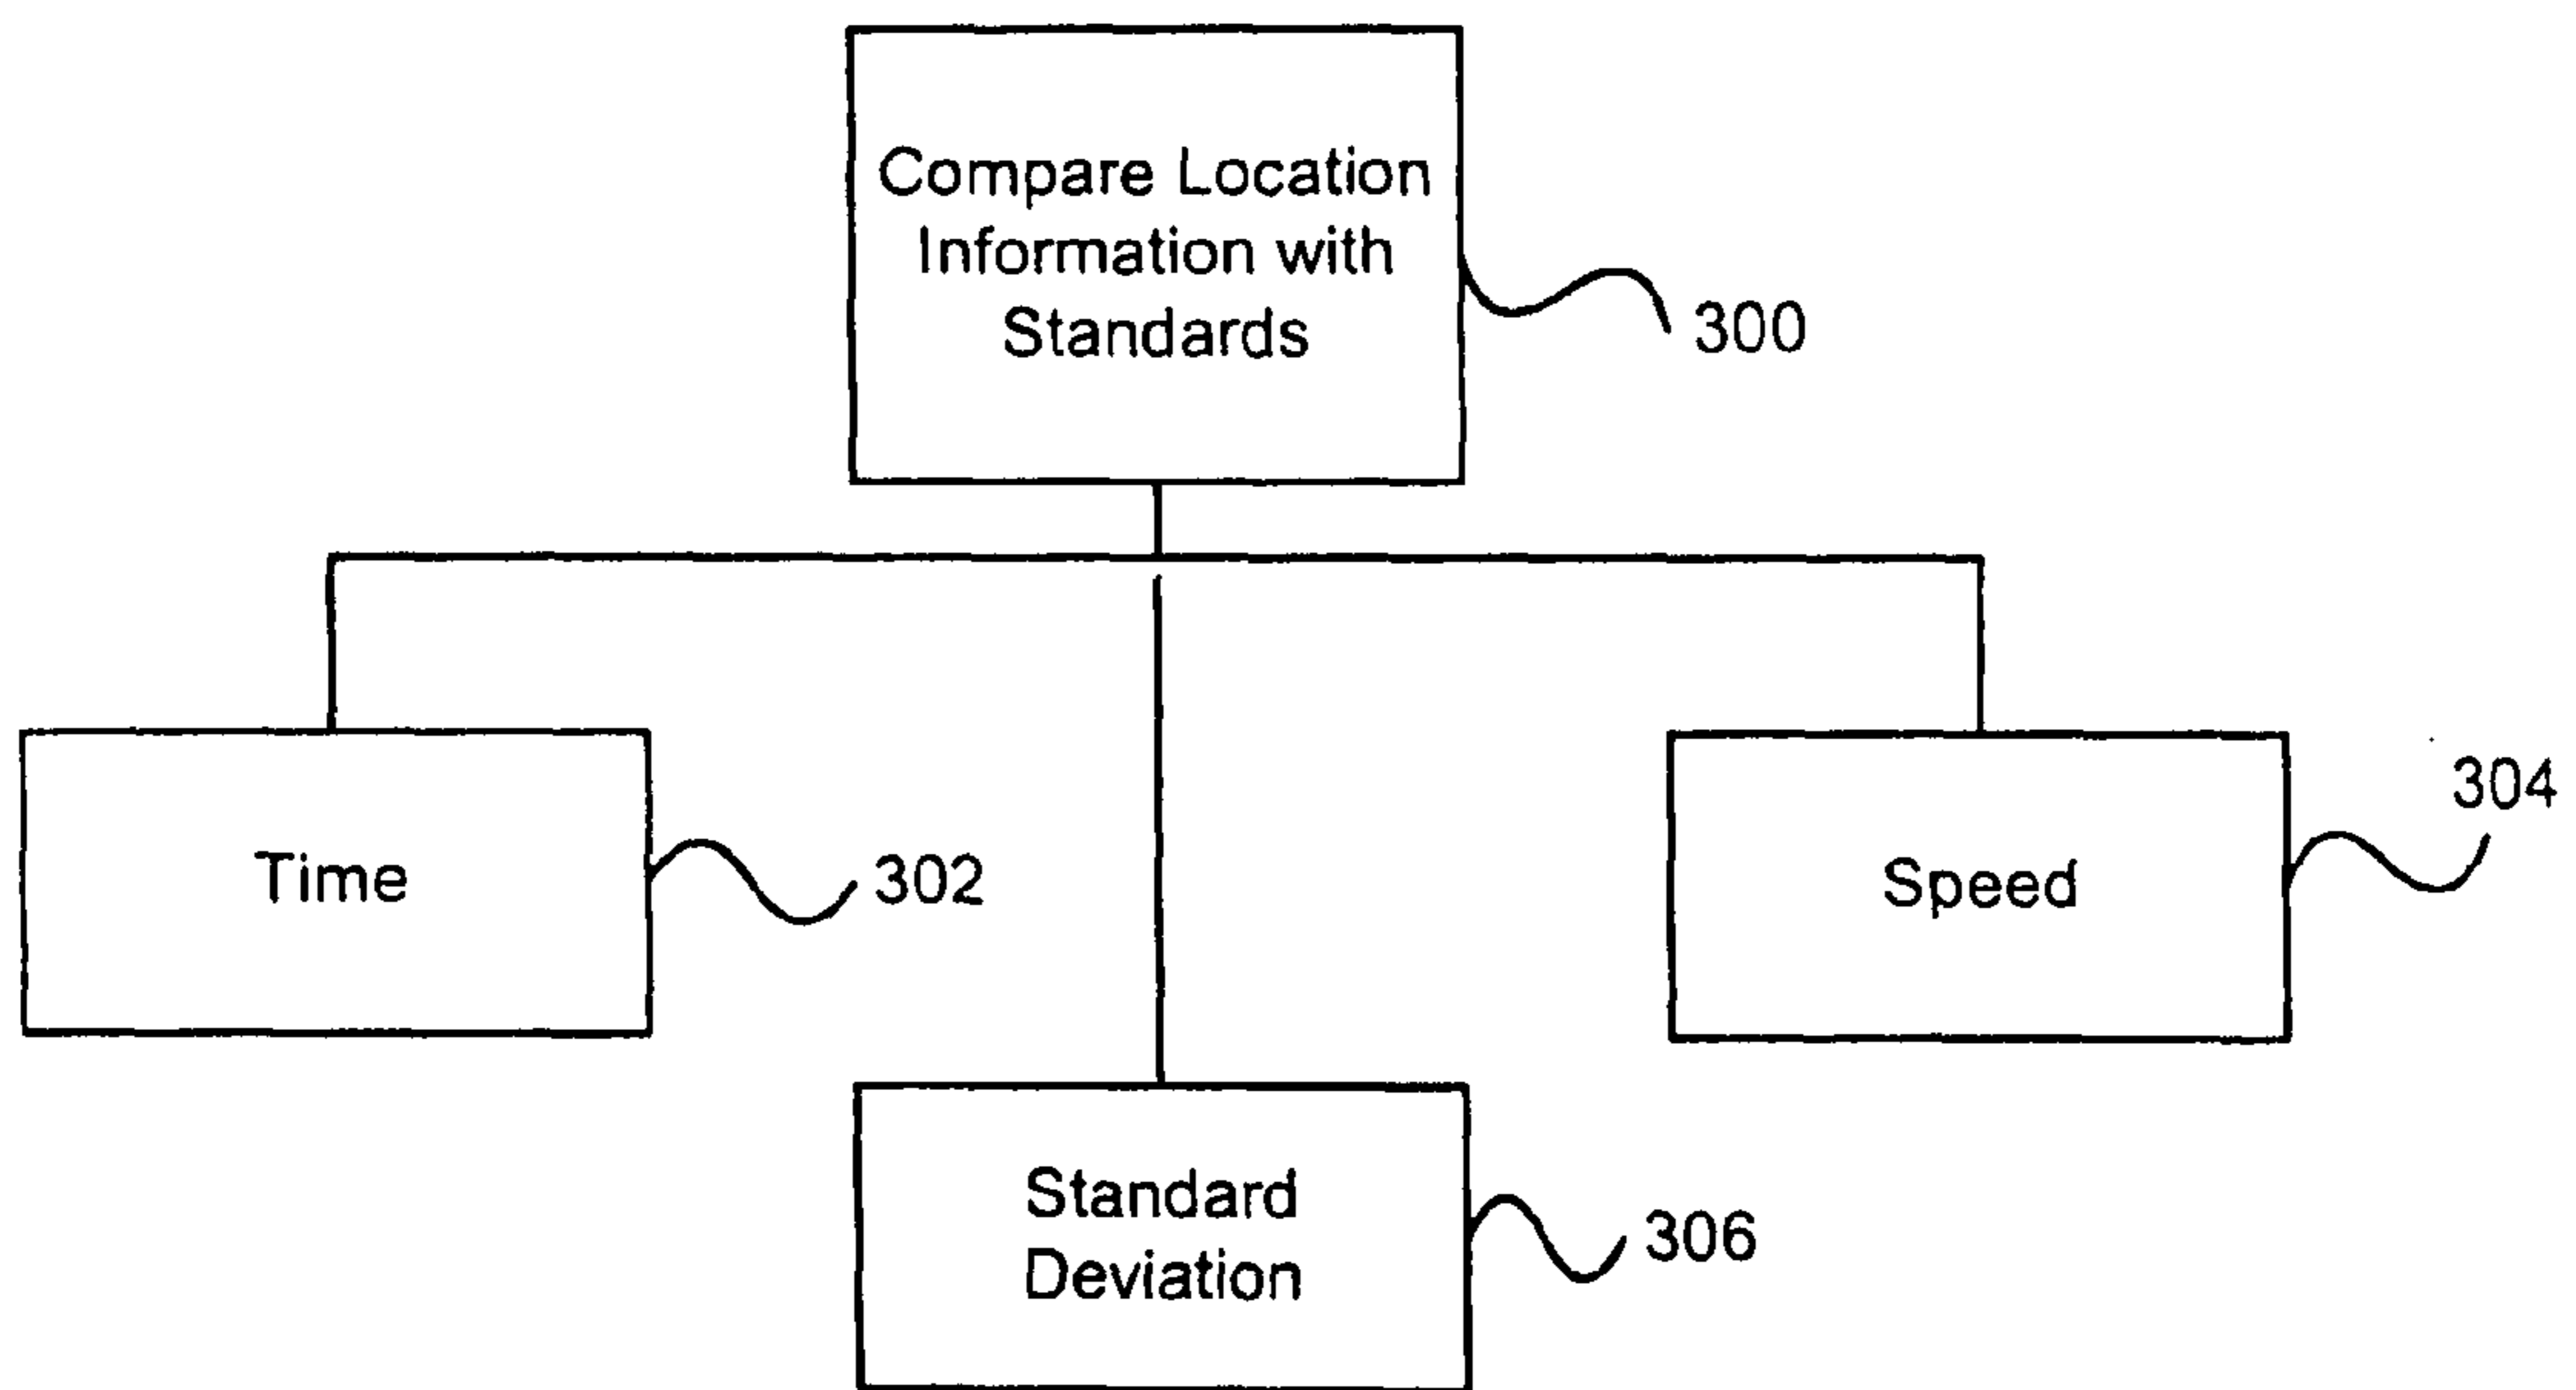 Compare Location
Information with
Standards
300
Time
302
Speed
304
Standard
Deviation
306